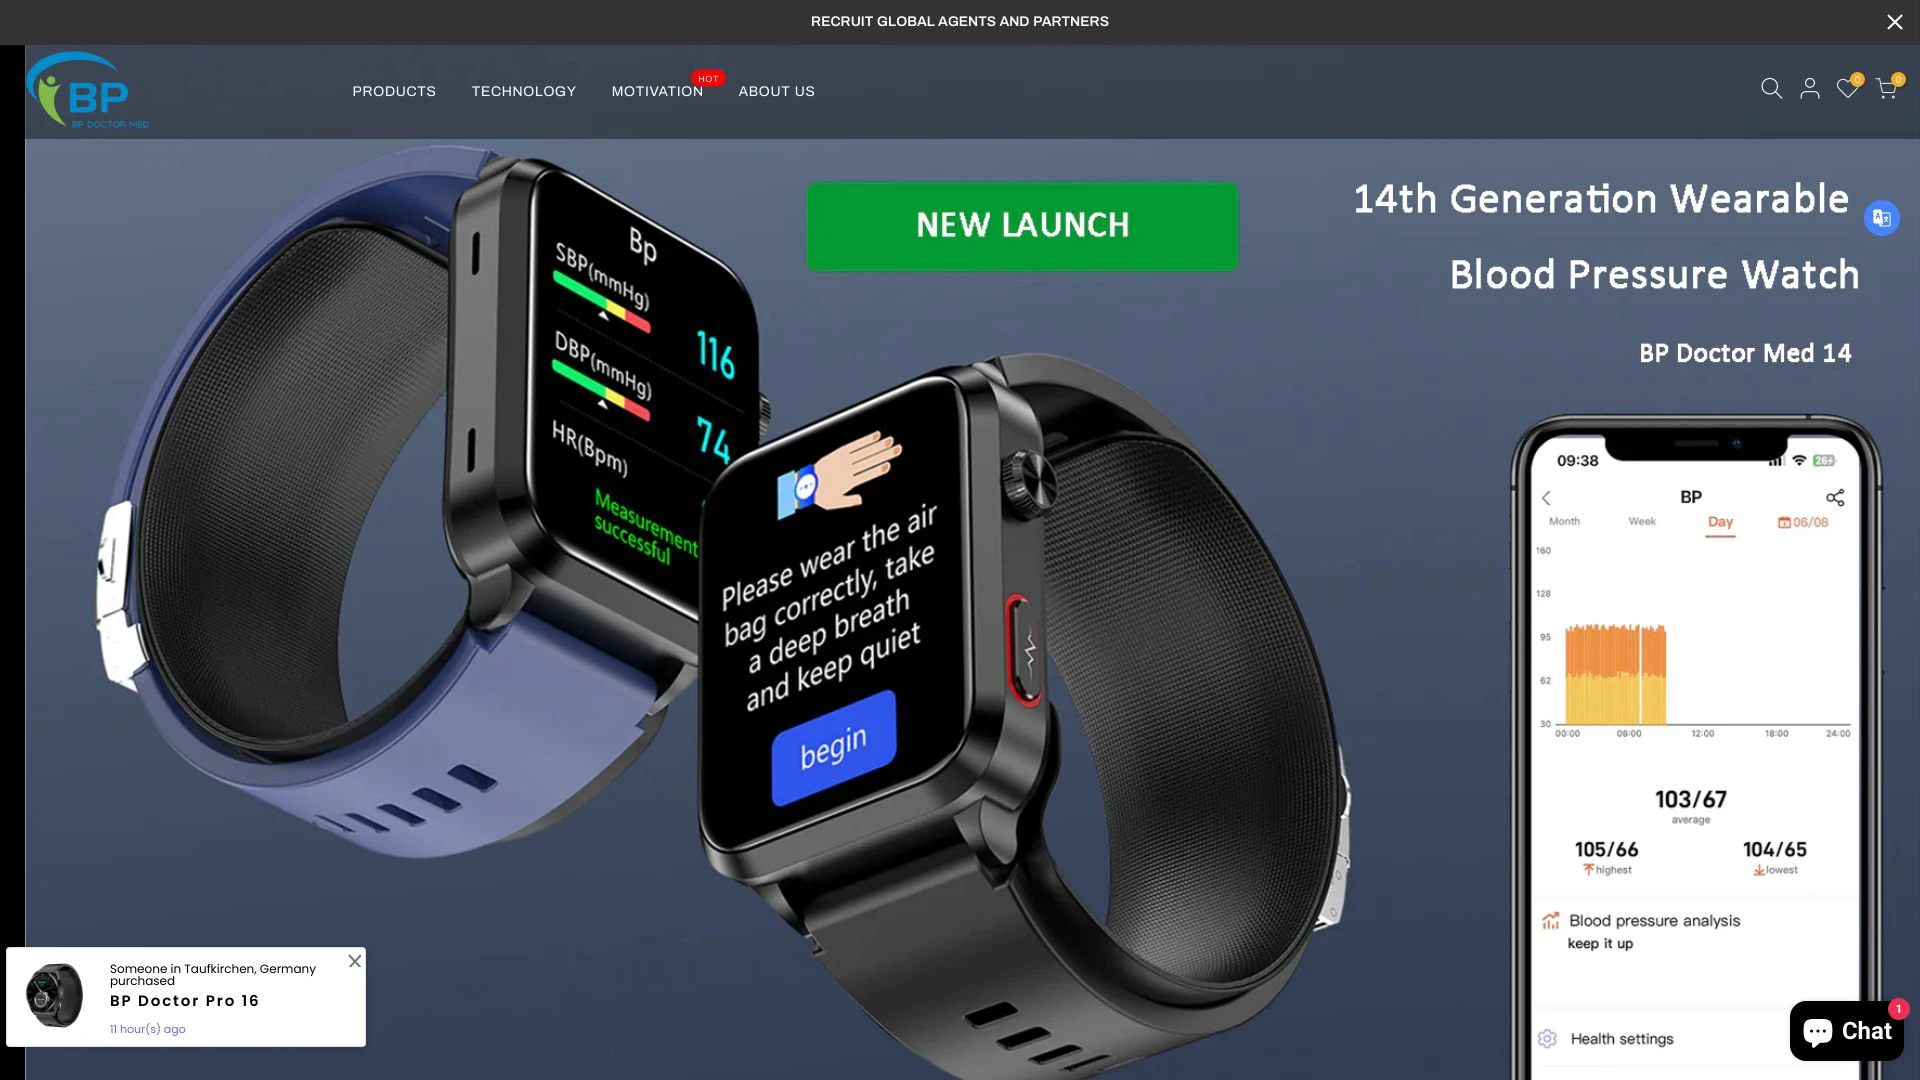 RECRUIT GLOBAL AGENTS AND PARTNERS
BP
BP DOCTOR MED
PRODUCTS
TECHNOLOGY
MOTIVATION
HOT
ABOUT US
0
0
NEW LAUNCH
14th Generation Wearable
Blood Pressure Watch
BP Doctor Med 14
Bp
SBP(mmHg)
116
DBP(mmHg)
74
HR(Bpm)
Measurement
successful
Please wear the air
bag correctly, take
a deep breath
and keep quiet
begin
09:38
26
BP
Month
Week
Day
06/08
160
128
95
62
30
00:00
06:00
12:00
18:00
24:00
103/67
average
105/66
highest
104/65
lowest
Blood pressure analysis
keep it up
Health settings
Someone in Taufkirchen, Germany
purchased
BP Doctor Pro 16
11 hour(s) ago
Chat
1